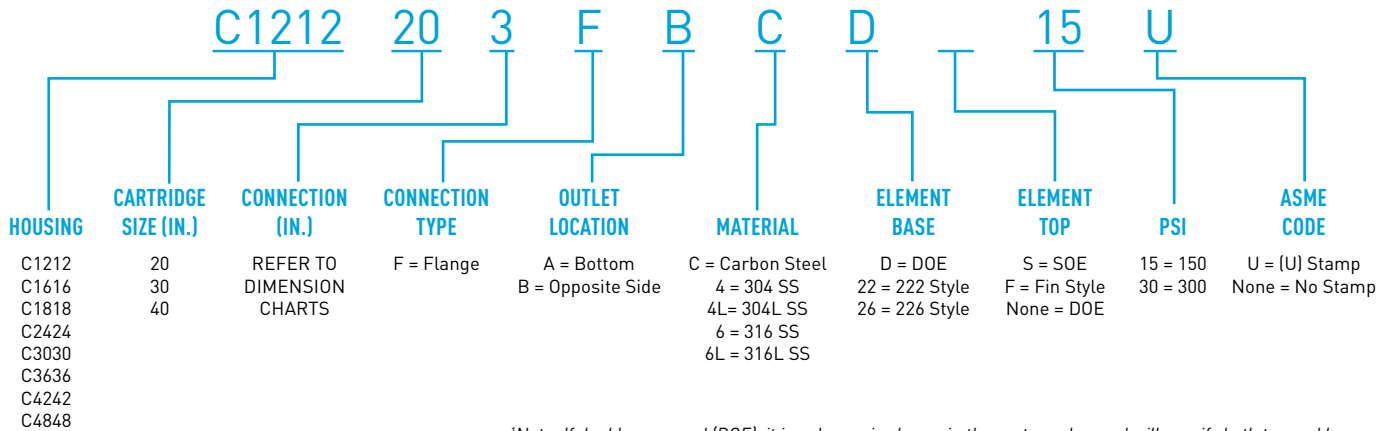 C1212 20 3 F B C D 15 U
HOUSING
C1212
C1616
C1818
C2424
C3030
C3636
C4242
C4848
CARTRIDGE
SIZE (IN.)
20
30
40
CONNECTION
(IN.)
REFER TO
DIMENSION
CHARTS
CONNECTION
TYPE
F = Flange
OUTLET
LOCATION
A = Bottom
B = Opposite Side
MATERIAL
C = Carbon Steel
4 = 304 SS
4L= 304L SS
6 = 316 SS
6L = 316L SS
ELEMENT
BASE
D = DOE
22 = 222 Style
26 = 226 Style
ELEMENT
TOP
S = SOE
F = Fin Style
None = DOE
PSI
15 = 150
30 = 300
ASME
CODE
U = (U) Stamp
None = No Stamp